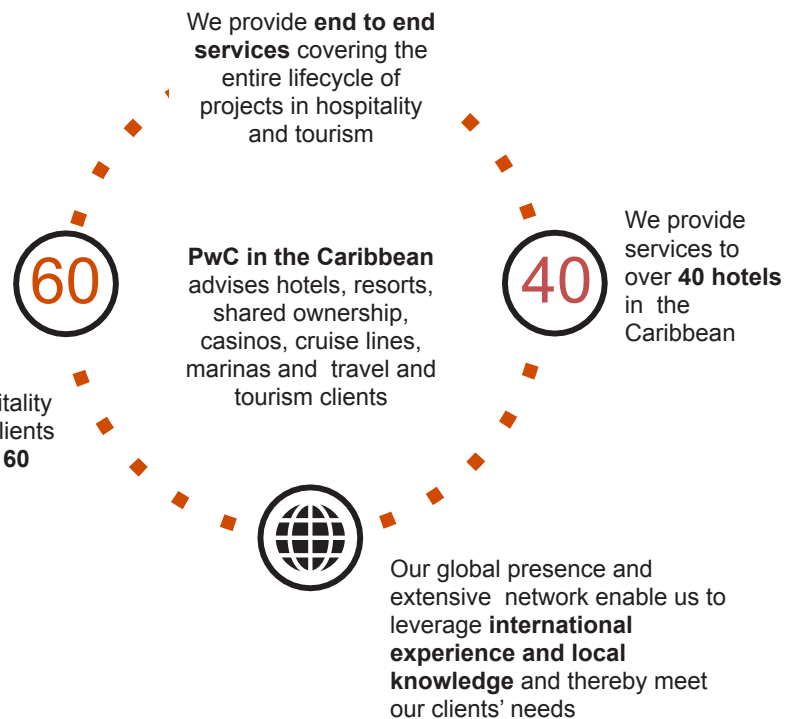 We provide end to end
services covering the
entire lifecycle of
projects in hospitality
and tourism
60
PwC in the Caribbean
advises hotels, resorts,
shared ownership,
casinos, cruise lines,
marinas and travel and
tourism clients
40
We provide
services to
over 40 hotels
in the
Caribbean
60
Our global presence and
extensive network enable us to
leverage international
experience and local
knowledge and thereby meet
our clients' needs